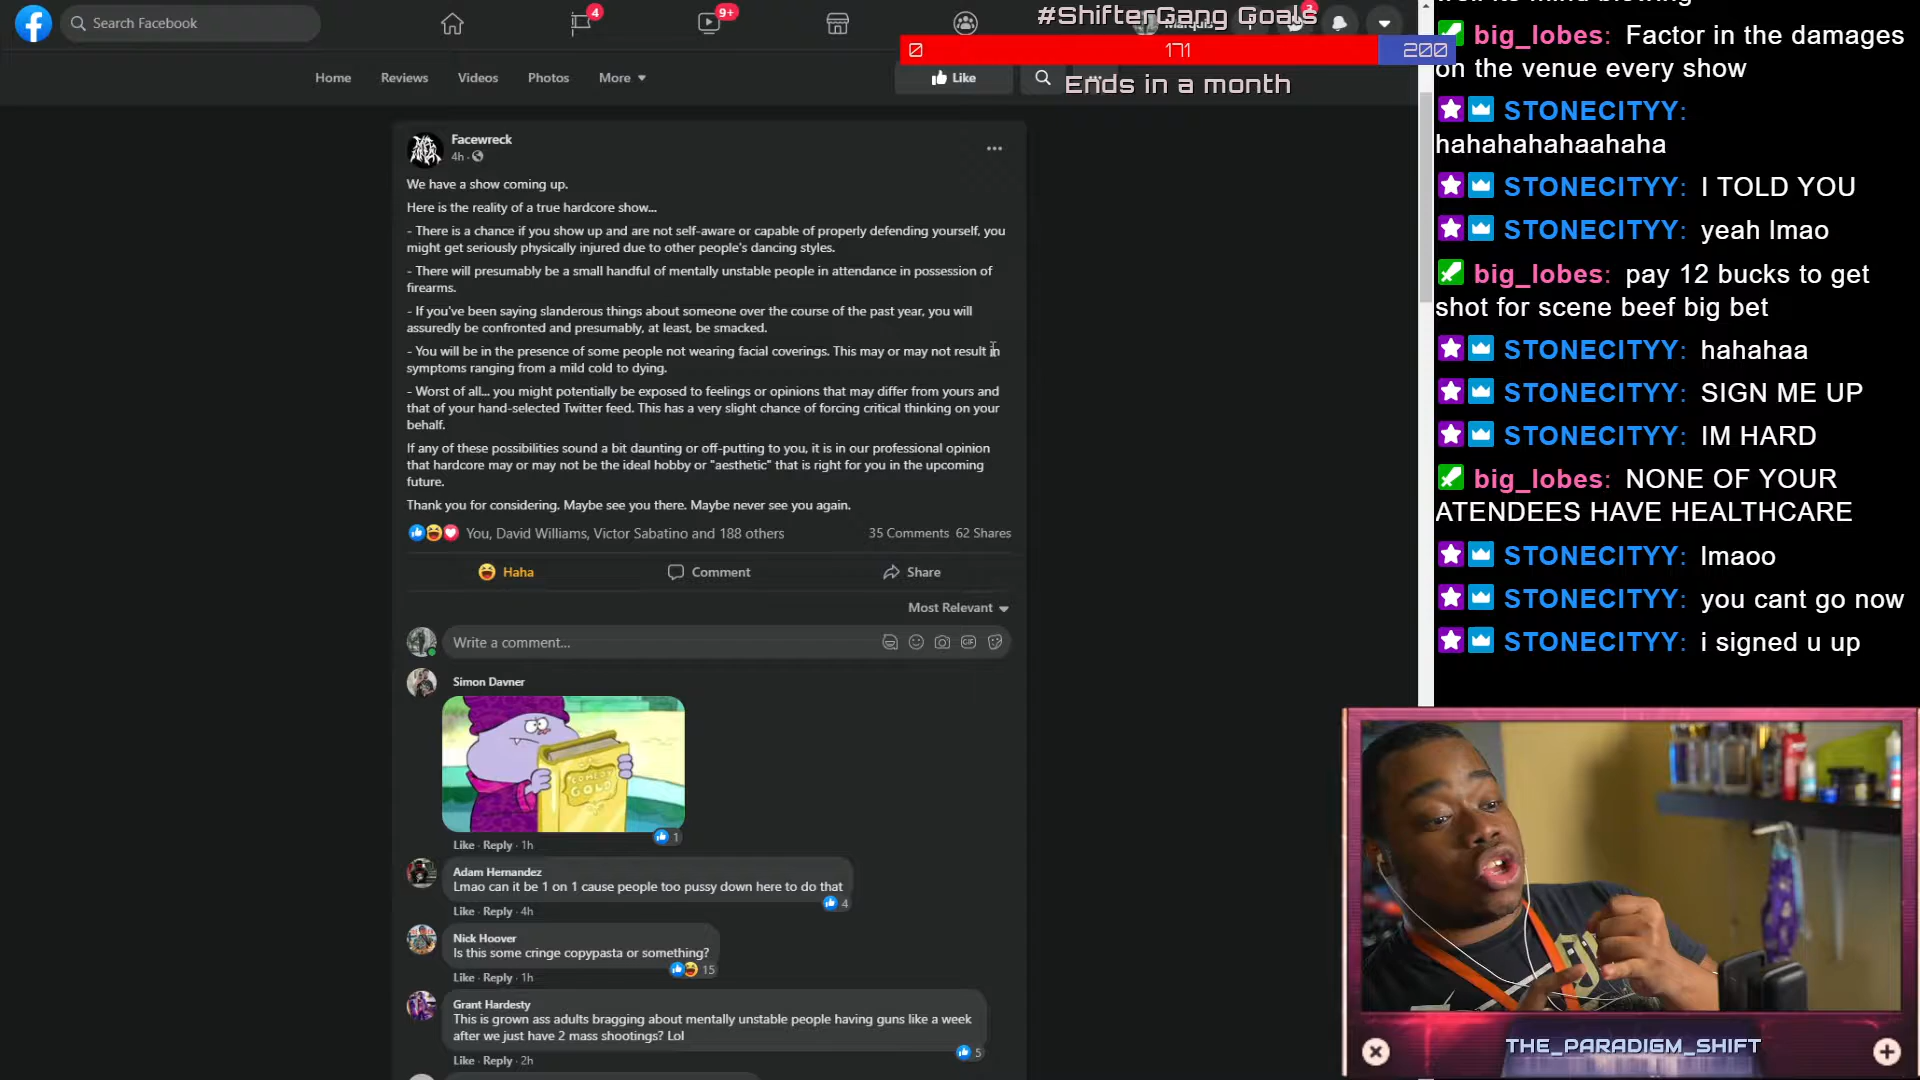 Search Facebook
4
9+
2
#ShifterGang Goals
0
171
200
Ends in a month
Home
Reviews
Videos
Photos
More
Like
Facewreck
4h ·
We have a show coming up.
Here is the reality of a true hardcore show...
- There is a chance if you show up and are not self-aware or capable of properly defending yourself, you
might get seriously physically injured due to other people's dancing styles.
- There will presumably be a small handful of mentally unstable people in attendance in possession of
firearms.
- If you've been saying slanderous things about someone over the course of the past year, you will
assuredly be confronted and presumably, at least, be smacked.
- You will be in the presence of some people not wearing facial coverings. This may or may not result in
symptoms ranging from a mild cold to dying.
- Worst of all... you might potentially be exposed to feelings or opinions that may differ from yours and
that of your hand-selected Twitter feed. This has a very slight chance of forcing critical thinking on your
behalf.
If any of these possibilities sound a bit daunting or off-putting to you, it is in our professional opinion
that hardcore may or may not be the ideal hobby or "aesthetic" that is right for you in the upcoming
future.
Thank you for considering. Maybe see you there. Maybe never see you again.
You, David Williams, Victor Sabatino and 188 others
35 Comments 62 Shares
Haha
Comment
Share
Most Relevant
Write a comment...
GIF
Simon Davner
COMEDY
GOLD
1
Like · Reply · 1h
Adam Hernandez
Lmao can it be 1 on 1 cause people too pussy down here to do that
4
Like · Reply · 4h
Nick Hoover
Is this some cringe copypasta or something?
15
Like · Reply · 1h
Grant Hardesty
This is grown ass adults bragging about mentally unstable people having guns like a week
after we just have 2 mass shootings? Lol
5
Like · Reply · 2h
big_lobes: Factor in the damages
on the venue every show
STONECITYY:
hahahahahaahaha
STONECITYY: I TOLD YOU
STONECITYY: yeah lmao
big_lobes: pay 12 bucks to get
shot for scene beef big bet
STONECITYY: hahahaa
STONECITYY: SIGN ME UP
STONECITYY: IM HARD
big_lobes: NONE OF YOUR
ATENDEES HAVE HEALTHCARE
STONECITYY: lmaoo
STONECITYY: you cant go now
STONECITYY: i signed u up
THE_PARADIGM_SHIFT